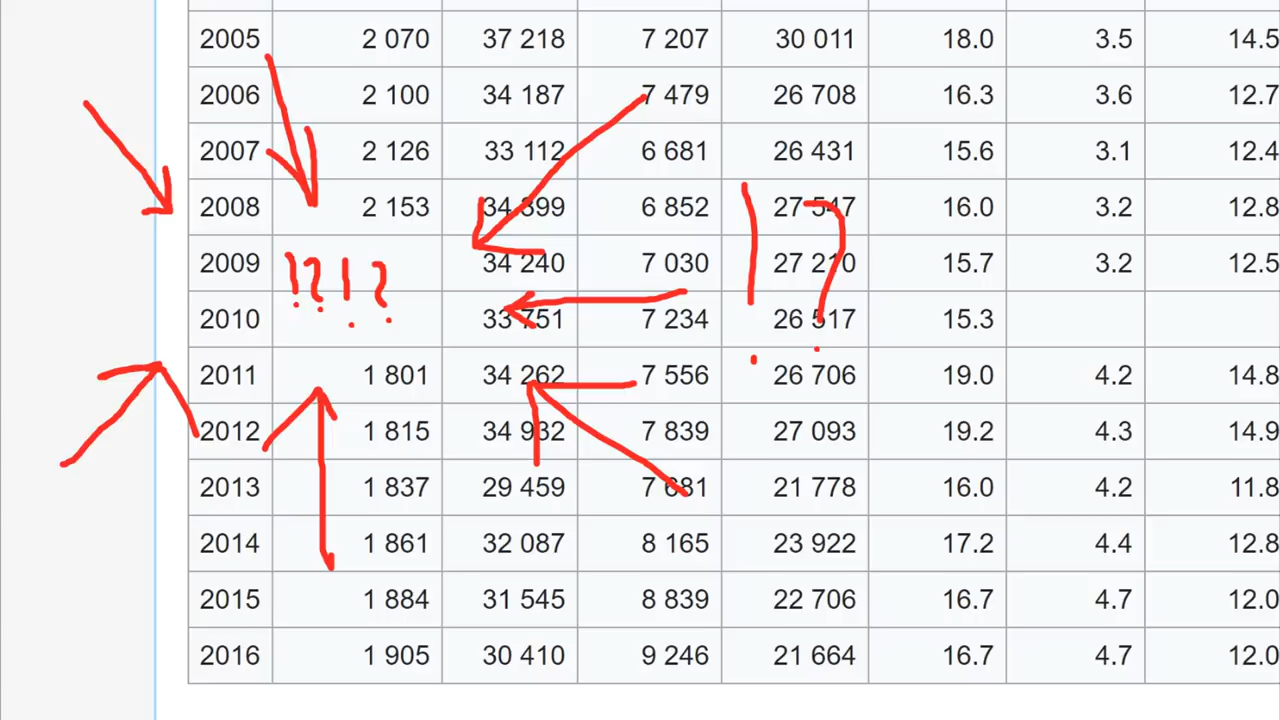 2005 2 070 37 218 7 207 30 011 18.0 3.5 14.5
2006 2 100 34 187 7 479 26 708 16.3 3.6 12.7
2007 2 126 33 112 6 681 26 431 15.6 3.1 12.4
2008 2 153 34 399 6 852 27 547 16.0 3.2 12.8
2009 !?!? 34 240 7 030 27 210 15.7 3.2 12.5
2010 33 751 7 234 26 517 15.3
!?
2011 1 801 34 262 7 556 26 706 19.0 4.2 14.8
2012 1 815 34 932 7 839 27 093 19.2 4.3 14.9
2013 1 837 29 459 7 681 21 778 16.0 4.2 11.8
2014 1 861 32 087 8 165 23 922 17.2 4.4 12.8
2015 1 884 31 545 8 839 22 706 16.7 4.7 12.0
2016 1 905 30 410 9 246 21 664 16.7 4.7 12.0